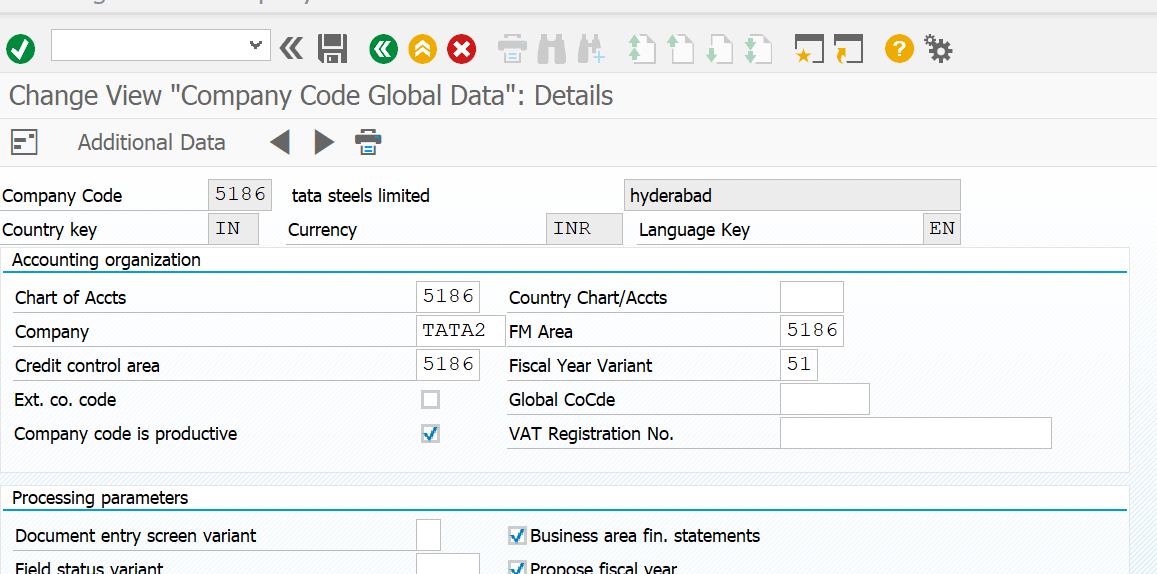 Change View "Company Code Global Data": Details
Additional Data
Company Code 5186 tata steels limited hyderabad
Country key IN Currency INR Language Key EN
Accounting organization
Chart of Accts 5186 Country Chart/Accts
Company TATA2 FM Area 5186
Credit control area 5186 Fiscal Year Variant 51
Ext. co. code Global CoCde
Company code is productive VAT Registration No.
Processing parameters
Document entry screen variant Business area fin. statements
Field status variant Propose fiscal year